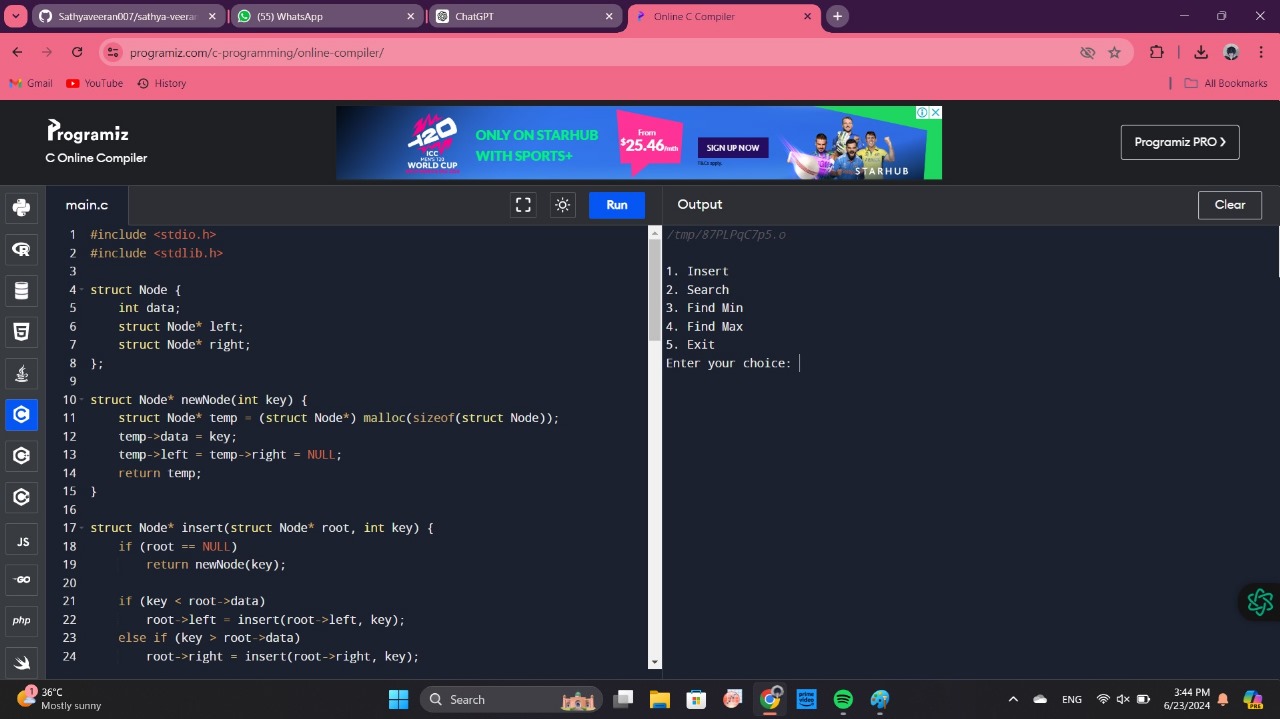 Sathyaveeran007/sathya-veerar
(55) WhatsApp
ChatGPT
Online C Compiler
programiz.com/c-programming/online-compiler/
Gmail
YouTube
History
All Bookmarks
Programiz
C Online Compiler
T20
ICC
MEN'S T20
WORLD CUP
ONLY ON STARHUB
WITH SPORTS+
From
$25.46/mth
SIGN UP NOW
T&Cs apply.
STARHUB
Programiz PRO
main.c
Run
Output
Clear
1 #include <stdio.h>
2 #include <stdlib.h>
3
4 struct Node {
5     int data;
6     struct Node* left;
7     struct Node* right;
8 };
9
10 struct Node* newNode(int key) {
11     struct Node* temp = (struct Node*) malloc(sizeof(struct Node));
12     temp->data = key;
13     temp->left = temp->right = NULL;
14     return temp;
15 }
16
17 struct Node* insert(struct Node* root, int key) {
18     if (root == NULL)
19         return newNode(key);
20
21     if (key < root->data)
22         root->left = insert(root->left, key);
23     else if (key > root->data)
24         root->right = insert(root->right, key);
/tmp/87PLPqC7p5.o
1. Insert
2. Search
3. Find Min
4. Find Max
5. Exit
Enter your choice:
JS
GO
php
1
36°C
Mostly sunny
Search
prime video
ENG
3:44 PM
6/23/2024
PRE